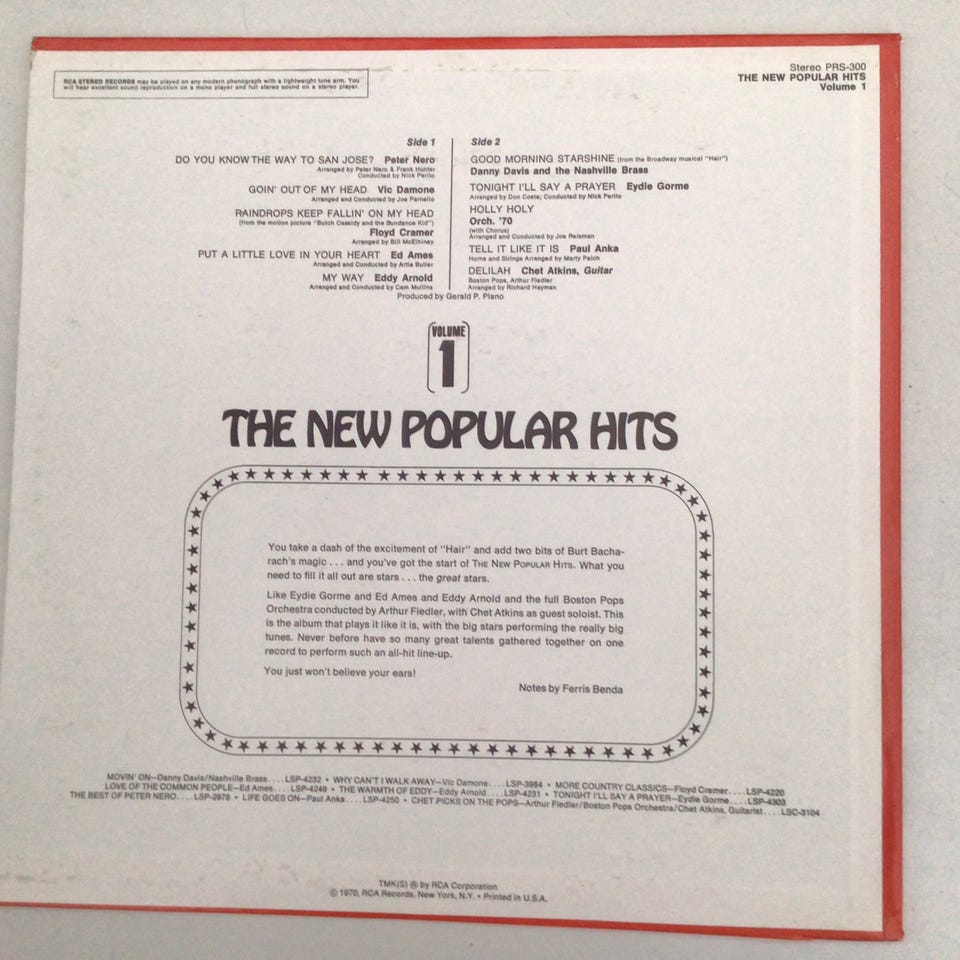 RCA STEREO RECORDS may be played on any modern phonograph with a lightweight tone arm. You
will hear excellent sound reproduction on a mono player and full stereo sound on a stereo player.
Stereo PRS-300
THE NEW POPULAR HITS
Volume 1
Side 1
DO YOU KNOW THE WAY TO SAN JOSE? Peter Nero
Arranged by Peter Nero & Frank Hunter
Conducted by Nick Perito
GOIN' OUT OF MY HEAD Vic Damone
Arranged and Conducted by Joe Parnello
RAINDROPS KEEP FALLIN' ON MY HEAD
(from the motion picture "Butch Cassidy and the Sundance Kid")
Floyd Cramer
Arranged by Bill McElhiney
PUT A LITTLE LOVE IN YOUR HEART Ed Ames
Arranged and Conducted by Artie Butler
MY WAY Eddy Arnold
Arranged and Conducted by Cam Mullins
Side 2
GOOD MORNING STARSHINE (from the Broadway musical "Hair")
Danny Davis and the Nashville Brass
TONIGHT I'LL SAY A PRAYER Eydie Gorme
Arranged by Don Costa; Conducted by Nick Perito
HOLLY HOLY
Orch. '70
(with Chorus)
Arranged and Conducted by Joe Reisman
TELL IT LIKE IT IS Paul Anka
Horns and Strings Arranged by Marty Paich
DELILAH Chet Atkins, Guitar
Boston Pops, Arthur Fiedler
Arranged by Richard Hayman
Produced by Gerald P. Piano
VOLUME
1
THE NEW POPULAR HITS
You take a dash of the excitement of "Hair" and add two bits of Burt Bacha-
rach's magic . . . and you've got the start of THE NEW POPULAR HITS. What you
need to fill it all out are stars . . . the great stars.
Like Eydie Gorme and Ed Ames and Eddy Arnold and the full Boston Pops
Orchestra conducted by Arthur Fiedler, with Chet Atkins as guest soloist. This
is the album that plays it like it is, with the big stars performing the really big
tunes. Never before have so many great talents gathered together on one
record to perform such an all-hit line-up.
You just won't believe your ears!
Notes by Ferris Benda
MOVIN' ON—Danny Davis/Nashville Brass....LSP-4232 • WHY CAN'T I WALK AWAY—Vic Damone....LSP-3984 • MORE COUNTRY CLASSICS—Floyd Cramer....LSP-4220
LOVE OF THE COMMON PEOPLE—Ed Ames....LSP-4249 • THE WARMTH OF EDDY—Eddy Arnold....LSP-4231 • TONIGHT I'LL SAY A PRAYER—Eydie Gorme....LSP-4303
THE BEST OF PETER NERO....LSP-2978 • LIFE GOES ON—Paul Anka....LSP-4250 • CHET PICKS ON THE POPS—Arthur Fiedler/Boston Pops Orchestra/Chet Atkins, Guitarist....LSC-3104
TMK(S) ® by RCA Corporation
© 1970, RCA Records, New York, N.Y. • Printed in U.S.A.